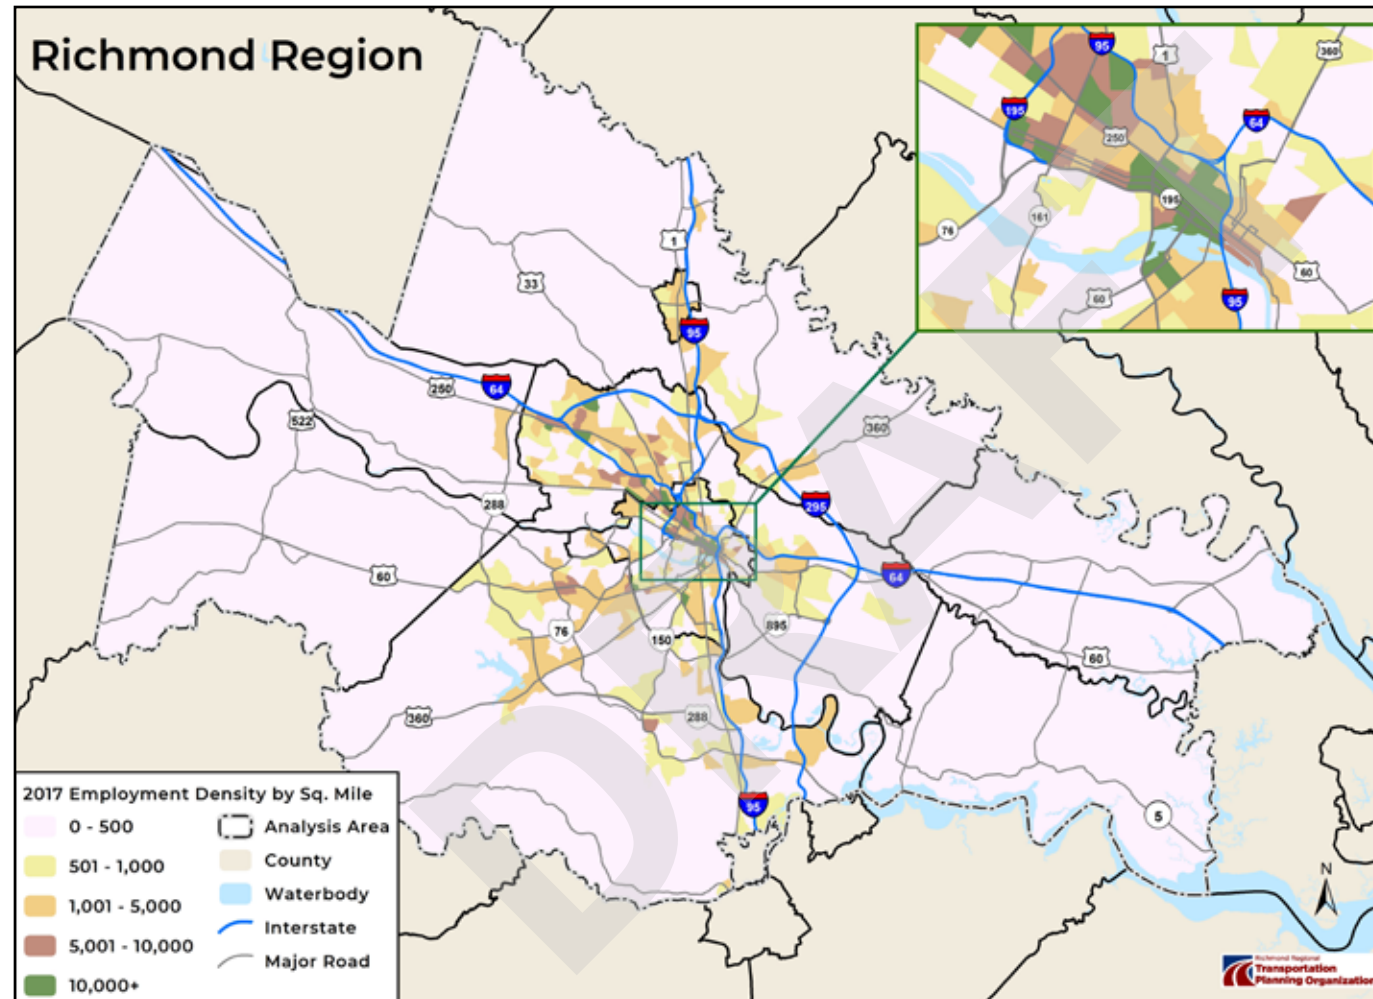 Richmond Region
95
1
360
195
64
250
195
161
76
60
60
95
1
33
95
64
250
522
360
288
295
64
60
76
150
895
60
288
360
95
5
DRAFT
2017 Employment Density by Sq. Mile
0 - 500
501 - 1,000
1,001 - 5,000
5,001 - 10,000
10,000+
Analysis Area
County
Waterbody
Interstate
Major Road
N
Richmond Regional
Transportation
Planning Organization